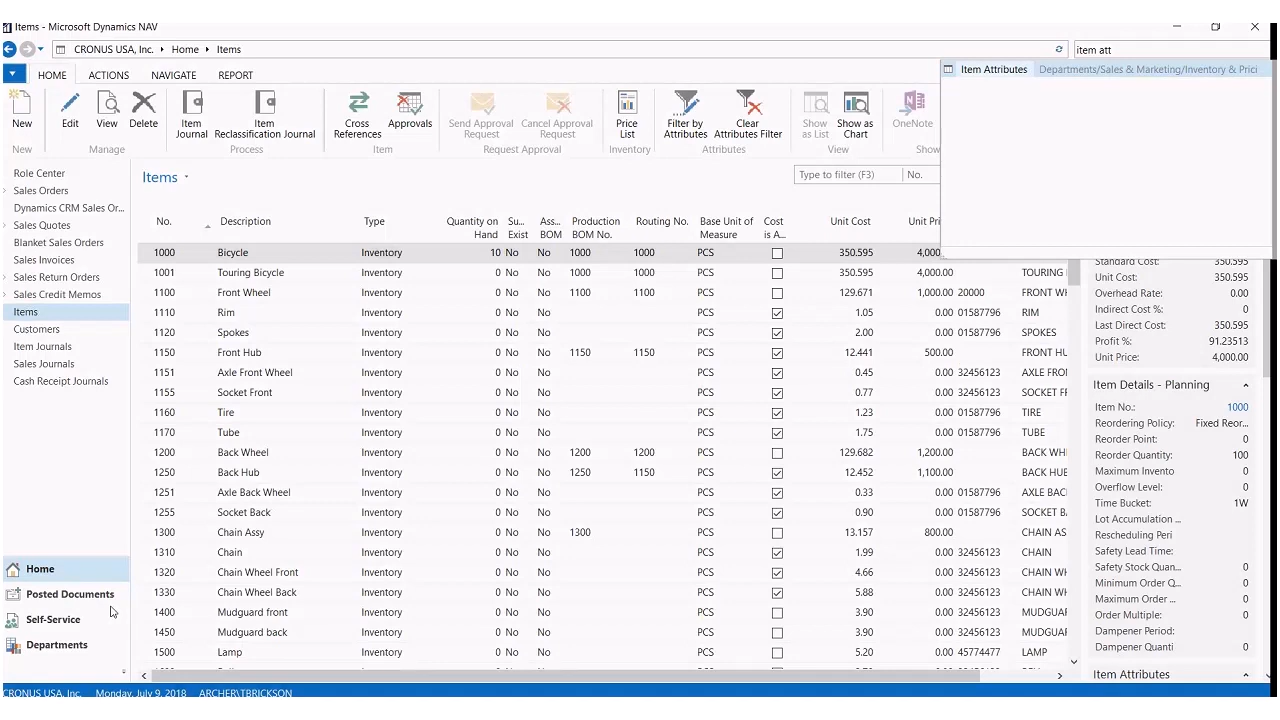 Items - Microsoft Dynamics NAV
CRONUS USA, Inc. Home Items
item att
Item Attributes Departments/Sales & Marketing/Inventory & Prici
HOME ACTIONS NAVIGATE REPORT
New Edit View Delete Item Journal Item Reclassification Journal Cross References Approvals Send Approval Request Cancel Approval Request Price List Filter by Attributes Clear Attributes Filter Show as List Show as Chart OneNote
New Manage Process Item Request Approval Inventory Attributes View Show
Role Center
Sales Orders
Dynamics CRM Sales Or...
Sales Quotes
Blanket Sales Orders
Sales Invoices
Sales Return Orders
Sales Credit Memos
Items
Customers
Item Journals
Sales Journals
Cash Receipt Journals
Home
Posted Documents
Self-Service
Departments
Items
Type to filter (F3) No.
No. Description Type Quantity on Hand Su... Exist Ass... BOM Production BOM No. Routing No. Base Unit of Measure Cost is A... Unit Cost Unit Pri
1000 Bicycle Inventory 10 No No 1000 1000 PCS 350.595 4,000.
1001 Touring Bicycle Inventory 0 No No 1000 1000 PCS 350.595 4,000.00 TOURING
1100 Front Wheel Inventory 0 No No 1100 1100 PCS 129.671 1,000.00 20000 FRONT WH
1110 Rim Inventory 0 No No PCS 1.05 0.00 01587796 RIM
1120 Spokes Inventory 0 No No PCS 2.00 0.00 01587796 SPOKES
1150 Front Hub Inventory 0 No No 1150 1150 PCS 12.441 500.00 FRONT HU
1151 Axle Front Wheel Inventory 0 No No PCS 0.45 0.00 32456123 AXLE FRO
1155 Socket Front Inventory 0 No No PCS 0.77 0.00 32456123 SOCKET F
1160 Tire Inventory 0 No No PCS 1.23 0.00 01587796 TIRE
1170 Tube Inventory 0 No No PCS 1.75 0.00 01587796 TUBE
1200 Back Wheel Inventory 0 No No 1200 1200 PCS 129.682 1,200.00 BACK WH
1250 Back Hub Inventory 0 No No 1250 1150 PCS 12.452 1,100.00 BACK HUB
1251 Axle Back Wheel Inventory 0 No No PCS 0.33 0.00 01587796 AXLE BAC
1255 Socket Back Inventory 0 No No PCS 0.90 0.00 01587796 SOCKET B
1300 Chain Assy Inventory 0 No No 1300 PCS 13.157 800.00 CHAIN AS
1310 Chain Inventory 0 No No PCS 1.99 0.00 32456123 CHAIN
1320 Chain Wheel Front Inventory 0 No No PCS 4.66 0.00 32456123 CHAIN W
1330 Chain Wheel Back Inventory 0 No No PCS 5.88 0.00 32456123 CHAIN W
1400 Mudguard front Inventory 0 No No PCS 3.90 0.00 32456123 MUDGUA
1450 Mudguard back Inventory 0 No No PCS 3.90 0.00 32456123 MUDGUA
1500 Lamp Inventory 0 No No PCS 5.20 0.00 45774477 LAMP
Standard Cost: 350.595
Unit Cost: 350.595
Overhead Rate: 0.00
Indirect Cost %: 0
Last Direct Cost: 350.595
Profit %: 91.23513
Unit Price: 4,000.00
Item Details - Planning
Item No.: 1000
Reordering Policy: Fixed Reor...
Reorder Point: 0
Reorder Quantity: 100
Maximum Invento 0
Overflow Level: 0
Time Bucket: 1W
Lot Accumulation ...
Rescheduling Peri
Safety Lead Time:
Safety Stock Quan... 0
Minimum Order Q... 0
Maximum Order ... 0
Order Multiple: 0
Dampener Period:
Dampener Quanti 0
Item Attributes
CRONUS USA, Inc. Monday, July 9, 2018 ARCHER\TBRICKSON